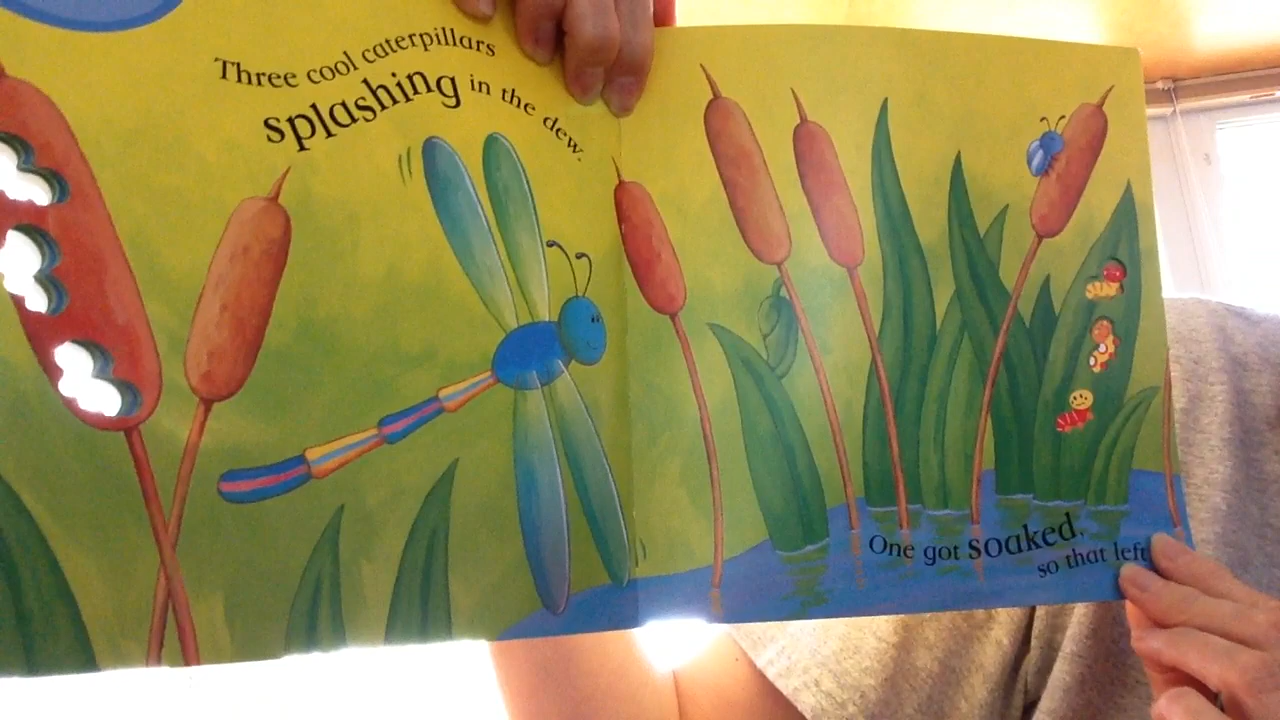 Three cool caterpillars
splashing in the dew.
One got soaked,
so that left